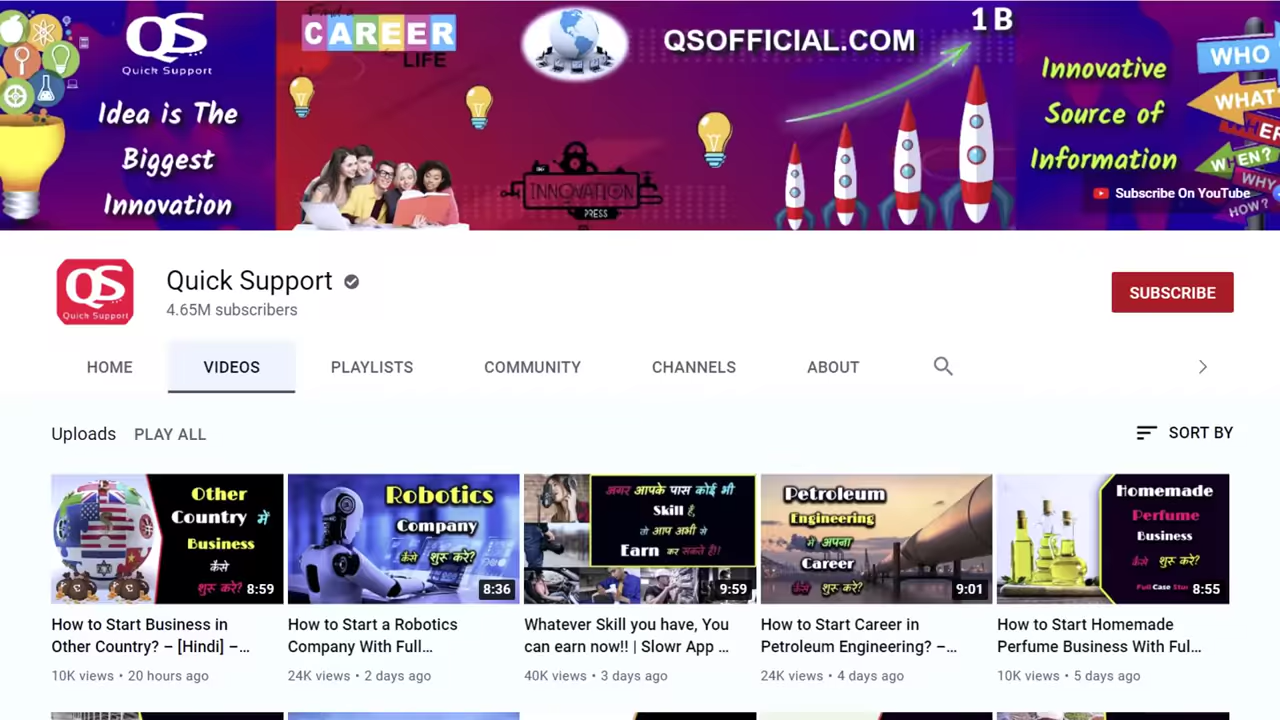 QS
Quick Support
Idea is The
Biggest
Innovation
Find a
CAREER
LIFE
QSOFFICIAL.COM
1 B
INNOVATION
PRESS
Innovative
Source of
Information
WHO
WHAT?
WHEN?
WHY
HOW?
Subscribe On YouTube
QS
Quick Support
Quick Support
4.65M subscribers
SUBSCRIBE
HOME
VIDEOS
PLAYLISTS
COMMUNITY
CHANNELS
ABOUT
Uploads
PLAY ALL
SORT BY
Other
Country में
Business
कैसे
शुरू करे?
8:59
Robotics
Company
कैसे शुरू करे?
8:36
अगर आपके पास कोई भी
Skill हैं,
तो आप अभी से
Earn कर सकते हैं!!
9:59
Petroleum
Engineering
में अपना
Career
कैसे शुरू करे?
9:01
Homemade
Perfume
Business
कैसे शुरू करे?
Full Case
8:55
How to Start Business in
Other Country? – [Hindi] –...
10K views • 20 hours ago
How to Start a Robotics
Company With Full...
24K views • 2 days ago
Whatever Skill you have, You
can earn now!! | Slowr App ...
40K views • 3 days ago
How to Start Career in
Petroleum Engineering? –...
24K views • 4 days ago
How to Start Homemade
Perfume Business With Ful...
10K views • 5 days ago